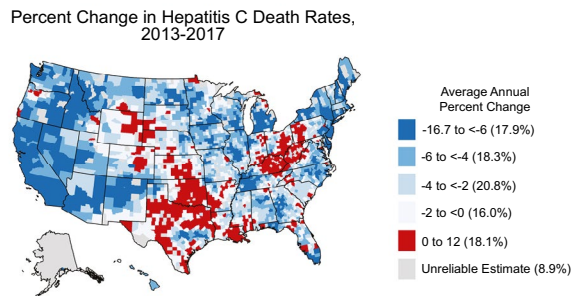 Percent Change in Hepatitis C Death Rates,
2013-2017
Average Annual
Percent Change
-16.7 to <-6 (17.9%)
-6 to <-4 (18.3%)
-4 to <-2 (20.8%)
-2 to <0 (16.0%)
0 to 12 (18.1%)
Unreliable Estimate (8.9%)